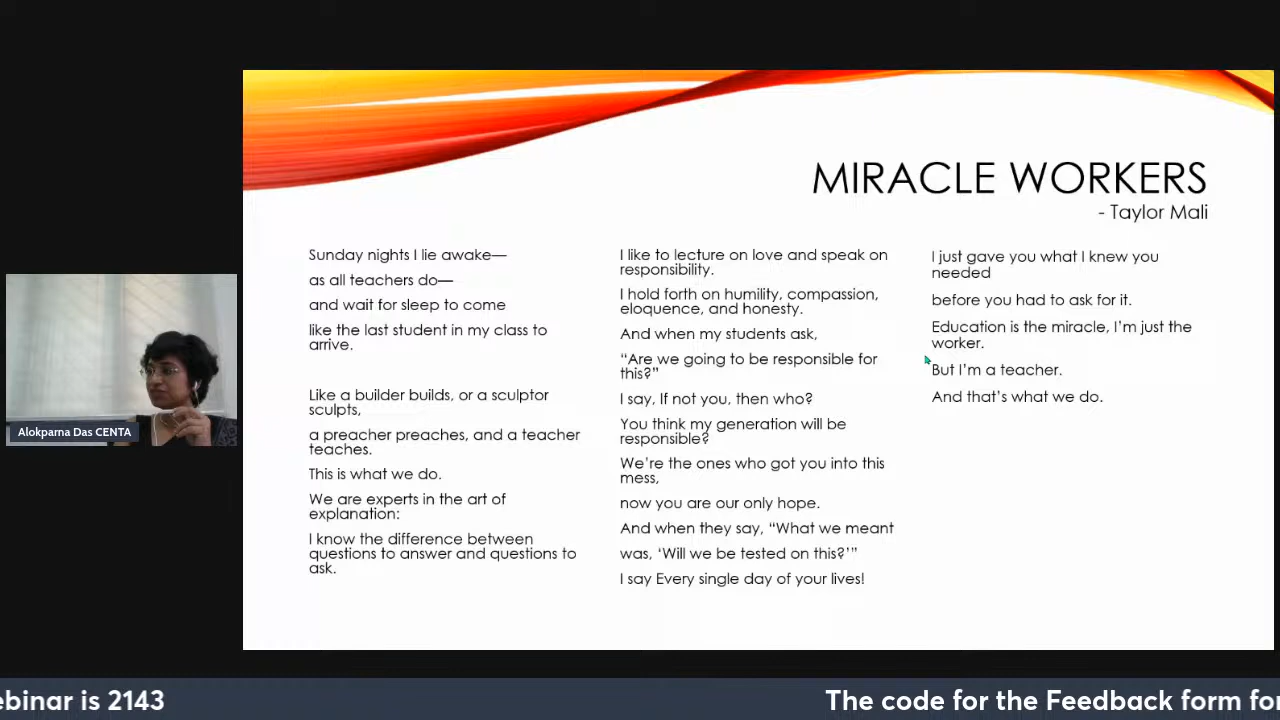 MIRACLE WORKERS
- Taylor Mali
Sunday nights I lie awake—
as all teachers do—
and wait for sleep to come
like the last student in my class to
arrive.
Like a builder builds, or a sculptor
sculpts,
a preacher preaches, and a teacher
teaches.
This is what we do.
We are experts in the art of
explanation:
I know the difference between
questions to answer and questions to
ask.
I like to lecture on love and speak on
responsibility.
I hold forth on humility, compassion,
eloquence, and honesty.
And when my students ask,
“Are we going to be responsible for
this?”
I say, If not you, then who?
You think my generation will be
responsible?
We’re the ones who got you into this
mess,
now you are our only hope.
And when they say, “What we meant
was, ‘Will we be tested on this?’”
I say Every single day of your lives!
I just gave you what I knew you
needed
before you had to ask for it.
Education is the miracle, I’m just the
worker.
But I’m a teacher.
And that’s what we do.
Alokparna Das CENTA
ebinar is 2143
The code for the Feedback form for